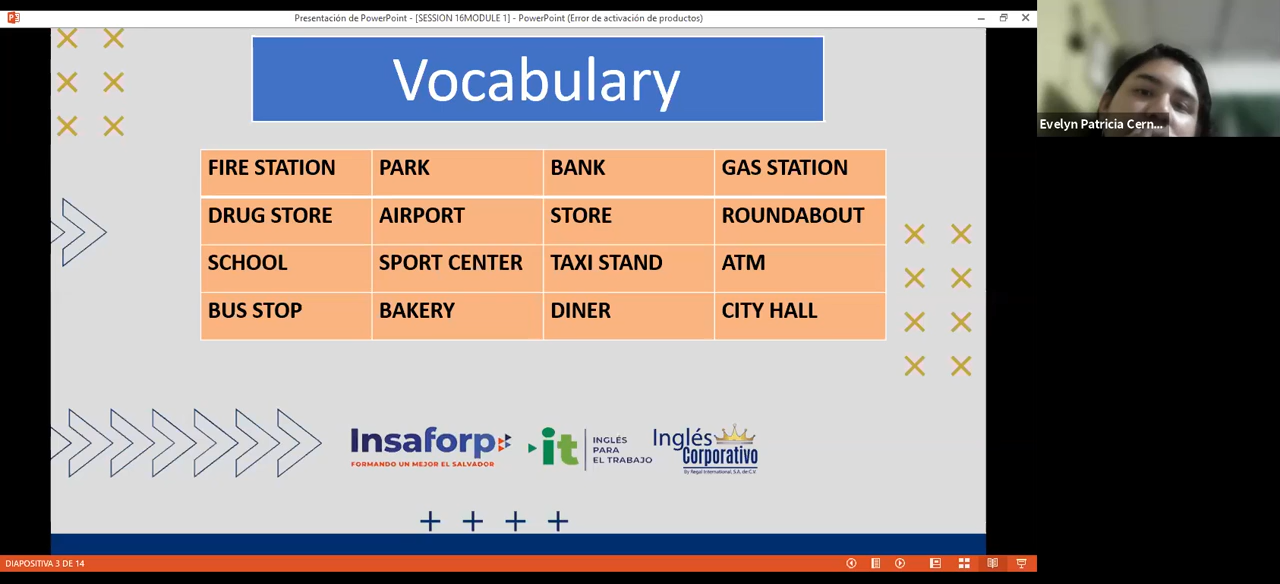 Presentación de PowerPoint - [SESSION 16MODULE 1] - PowerPoint (Error de activación de productos)
Vocabulary
FIRE STATION PARK BANK GAS STATION
DRUG STORE AIRPORT STORE ROUNDABOUT
SCHOOL SPORT CENTER TAXI STAND ATM
BUS STOP BAKERY DINER CITY HALL
Evelyn Patricia Cern...
Insaforp
FORMANDO UN MEJOR EL SALVADOR
it
INGLÉS
PARA
EL TRABAJO
Inglés
Corporativo
By Regal International, S.A. de C.V.
DIAPOSITIVA 3 DE 14